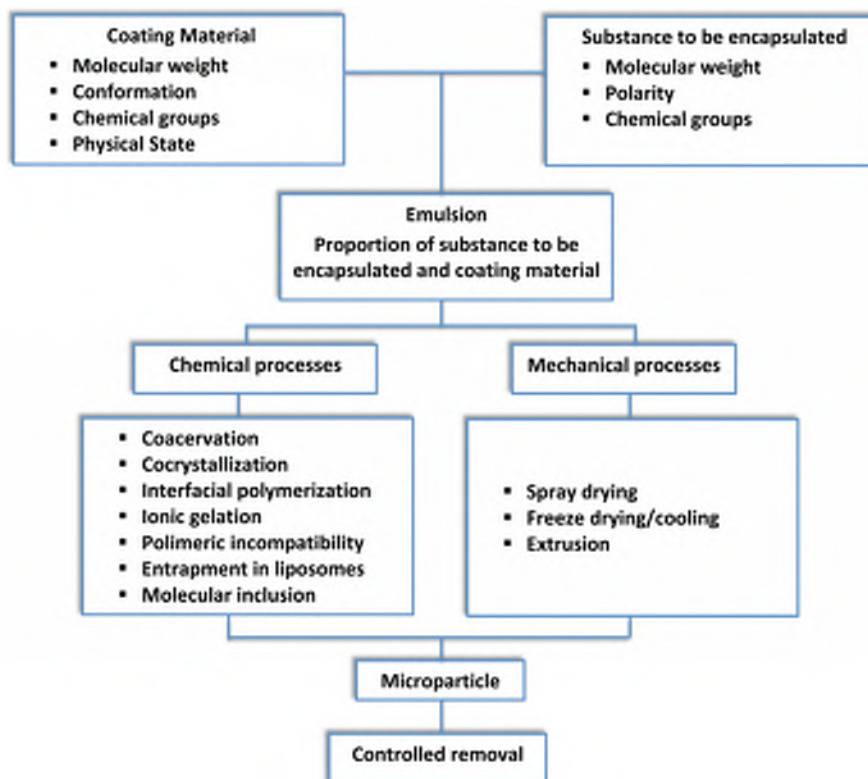 Coating Material
▪ Molecular weight
▪ Conformation
▪ Chemical groups
▪ Physical State
Substance to be encapsulated
▪ Molecular weight
▪ Polarity
▪ Chemical groups
Emulsion
Proportion of substance to be
encapsulated and coating material
Chemical processes
Mechanical processes
▪ Coacervation
▪ Cocrystallization
▪ Interfacial polymerization
▪ Ionic gelation
▪ Polimeric incompatibility
▪ Entrapment in liposomes
▪ Molecular inclusion
▪ Spray drying
▪ Freeze drying/cooling
▪ Extrusion
Microparticle
Controlled removal